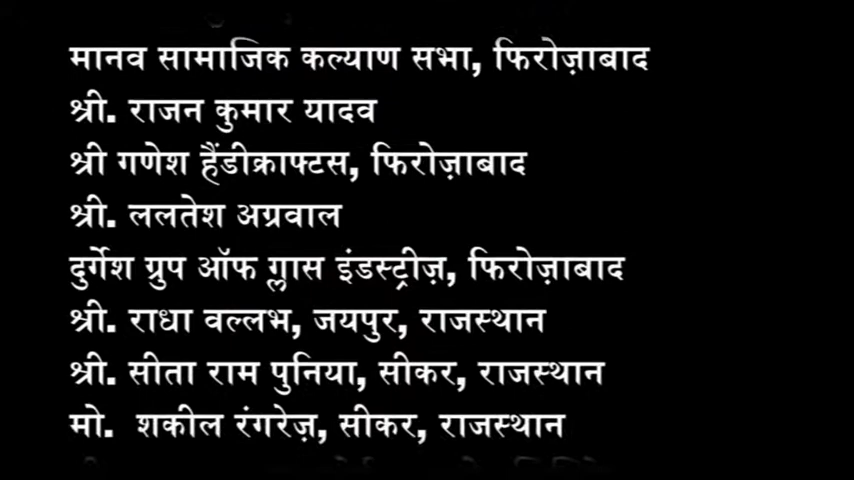 मानव सामाजिक कल्याण सभा, फिरोज़ाबाद
श्री. राजन कुमार यादव
श्री गणेश हैंडीक्राफ्टस, फिरोज़ाबाद
श्री. ललतेश अग्रवाल
दुर्गेश ग्रुप ऑफ ग्लास इंडस्ट्रीज़, फिरोज़ाबाद
श्री. राधा वल्लभ, जयपुर, राजस्थान
श्री. सीता राम पुनिया, सीकर, राजस्थान
मो. शकील रंगरेज़, सीकर, राजस्थान